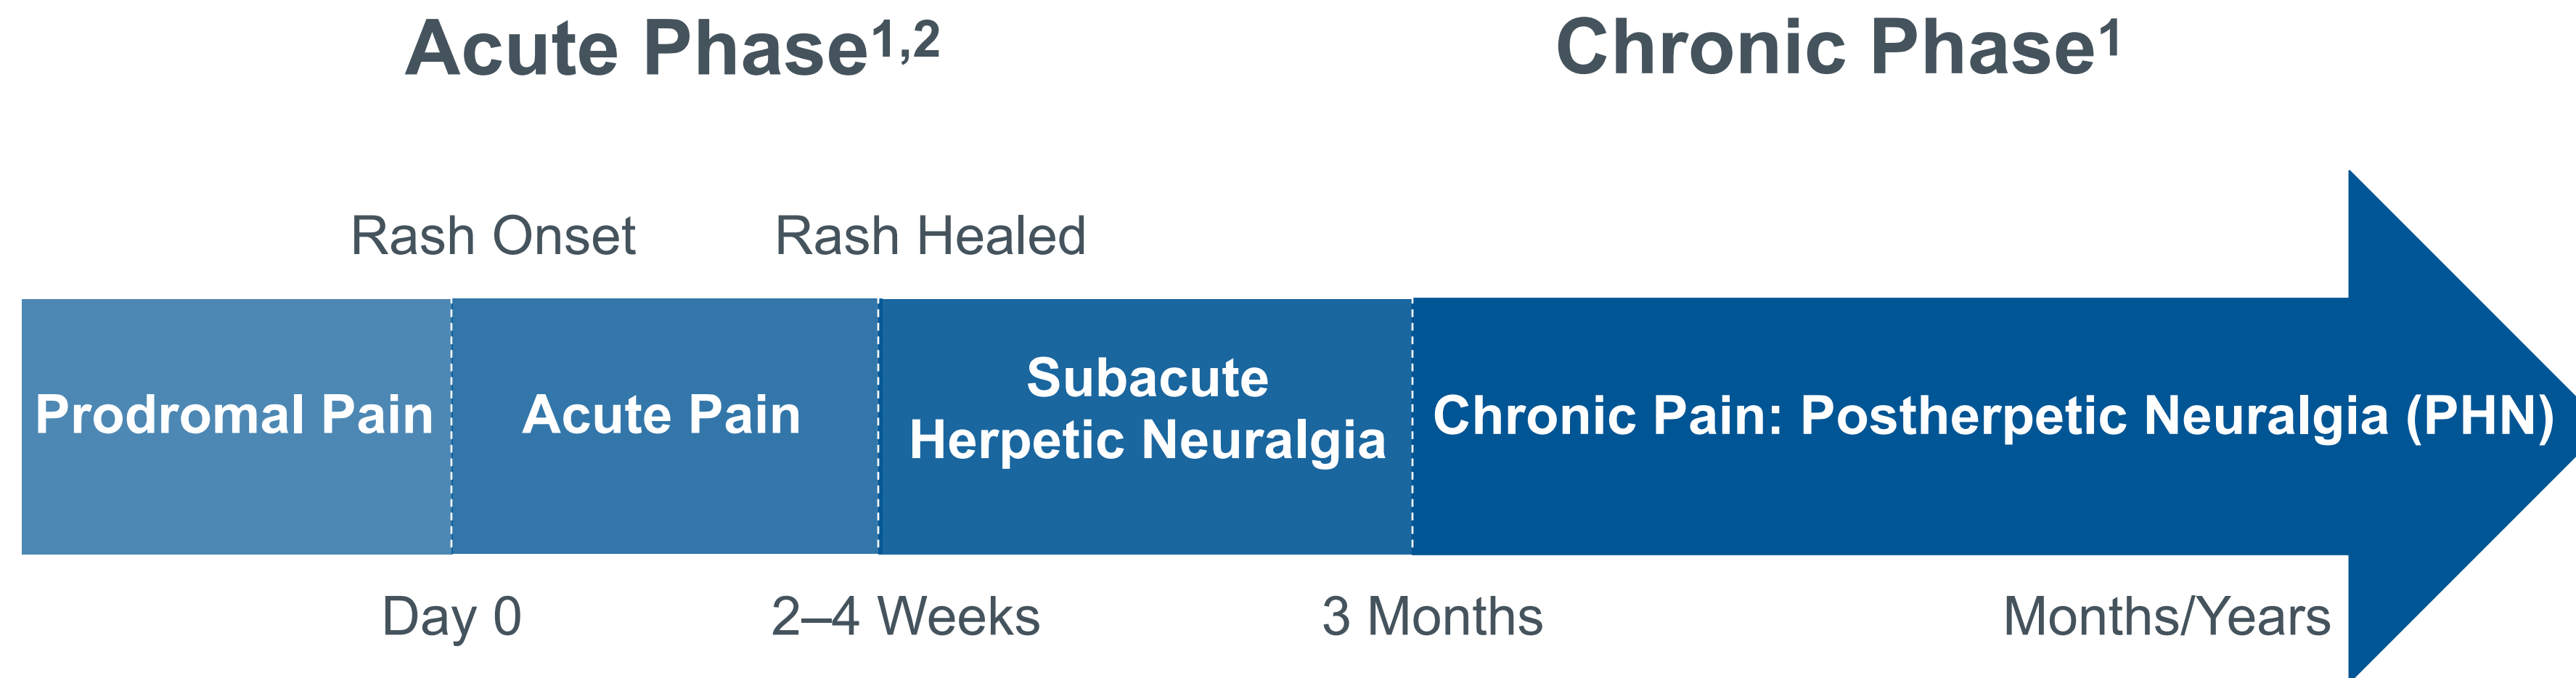 Acute Phase1,2
Chronic Phase1
Rash Onset
Rash Healed
Prodromal Pain
Acute Pain
Subacute
Herpetic Neuralgia
Chronic Pain: Postherpetic Neuralgia (PHN)
Day 0
2–4 Weeks
3 Months
Months/Years